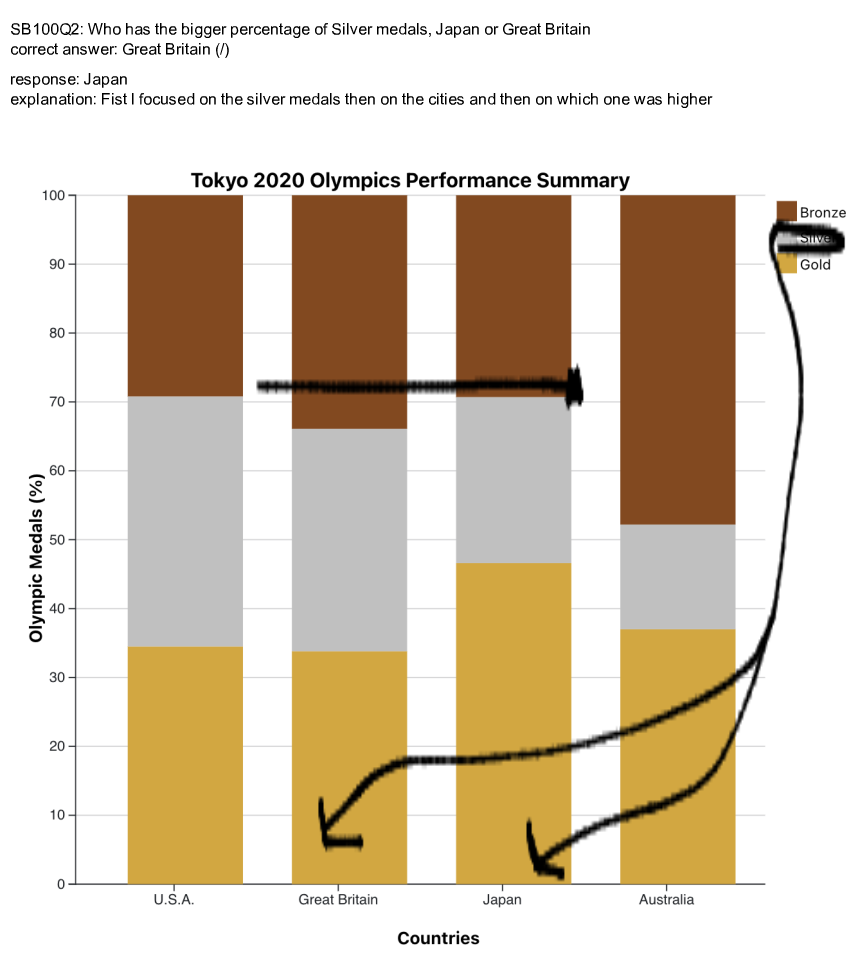 SB100Q2: Who has the bigger percentage of Silver medals, Japan or Great Britain
correct answer: Great Britain (/)
response: Japan
explanation: Fist I focused on the silver medals then on the cities and then on which one was higher
Tokyo 2020 Olympics Performance Summary
100
90
80
70
60
50
40
30
20
10
0
Olympic Medals (%)
Bronze
Silver
Gold
U.S.A.
Great Britain
Japan
Australia
Countries